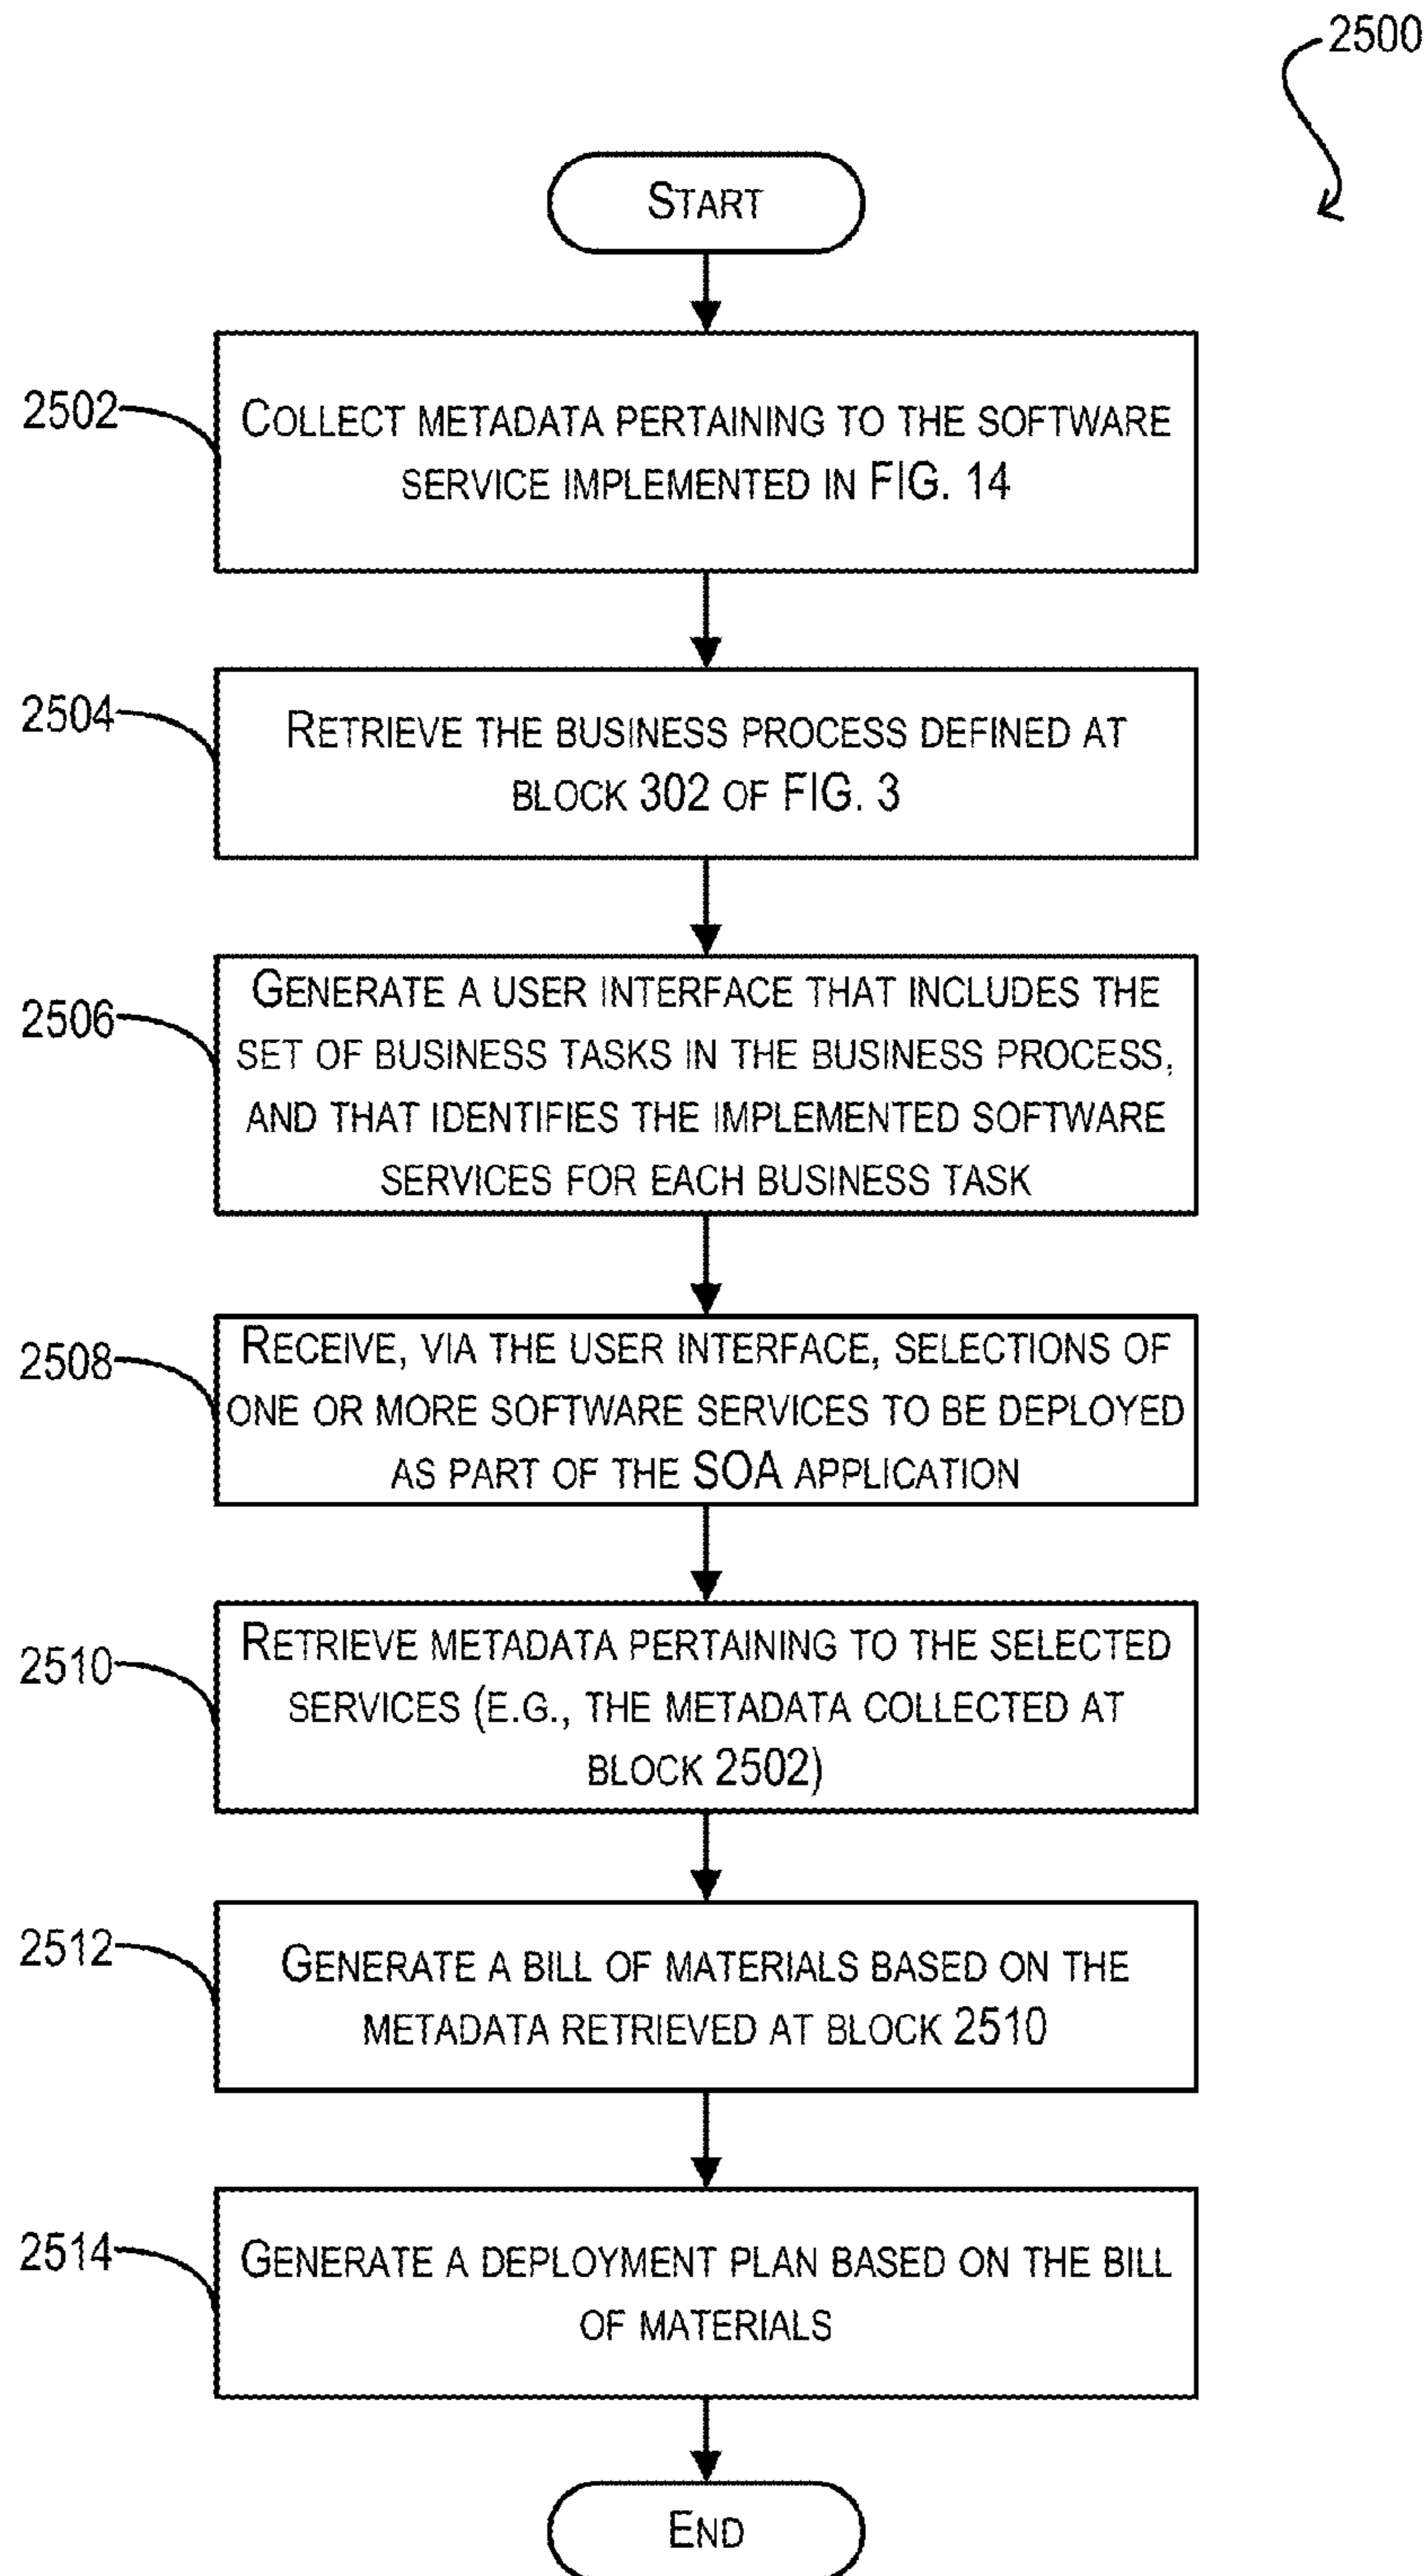 2500
START
2502
COLLECT METADATA PERTAINING TO THE SOFTWARE
SERVICE IMPLEMENTED IN FIG. 14
2504
RETRIEVE THE BUSINESS PROCESS DEFINED AT
BLOCK 302 OF FIG. 3
2506
GENERATE A USER INTERFACE THAT INCLUDES THE
SET OF BUSINESS TASKS IN THE BUSINESS PROCESS,
AND THAT IDENTIFIES THE IMPLEMENTED SOFTWARE
SERVICES FOR EACH BUSINESS TASK
2508
RECEIVE, VIA THE USER INTERFACE, SELECTIONS OF
ONE OR MORE SOFTWARE SERVICES TO BE DEPLOYED
AS PART OF THE SOA APPLICATION
2510
RETRIEVE METADATA PERTAINING TO THE SELECTED
SERVICES (E.G., THE METADATA COLLECTED AT
BLOCK 2502)
2512
GENERATE A BILL OF MATERIALS BASED ON THE
METADATA RETRIEVED AT BLOCK 2510
2514
GENERATE A DEPLOYMENT PLAN BASED ON THE BILL
OF MATERIALS
END